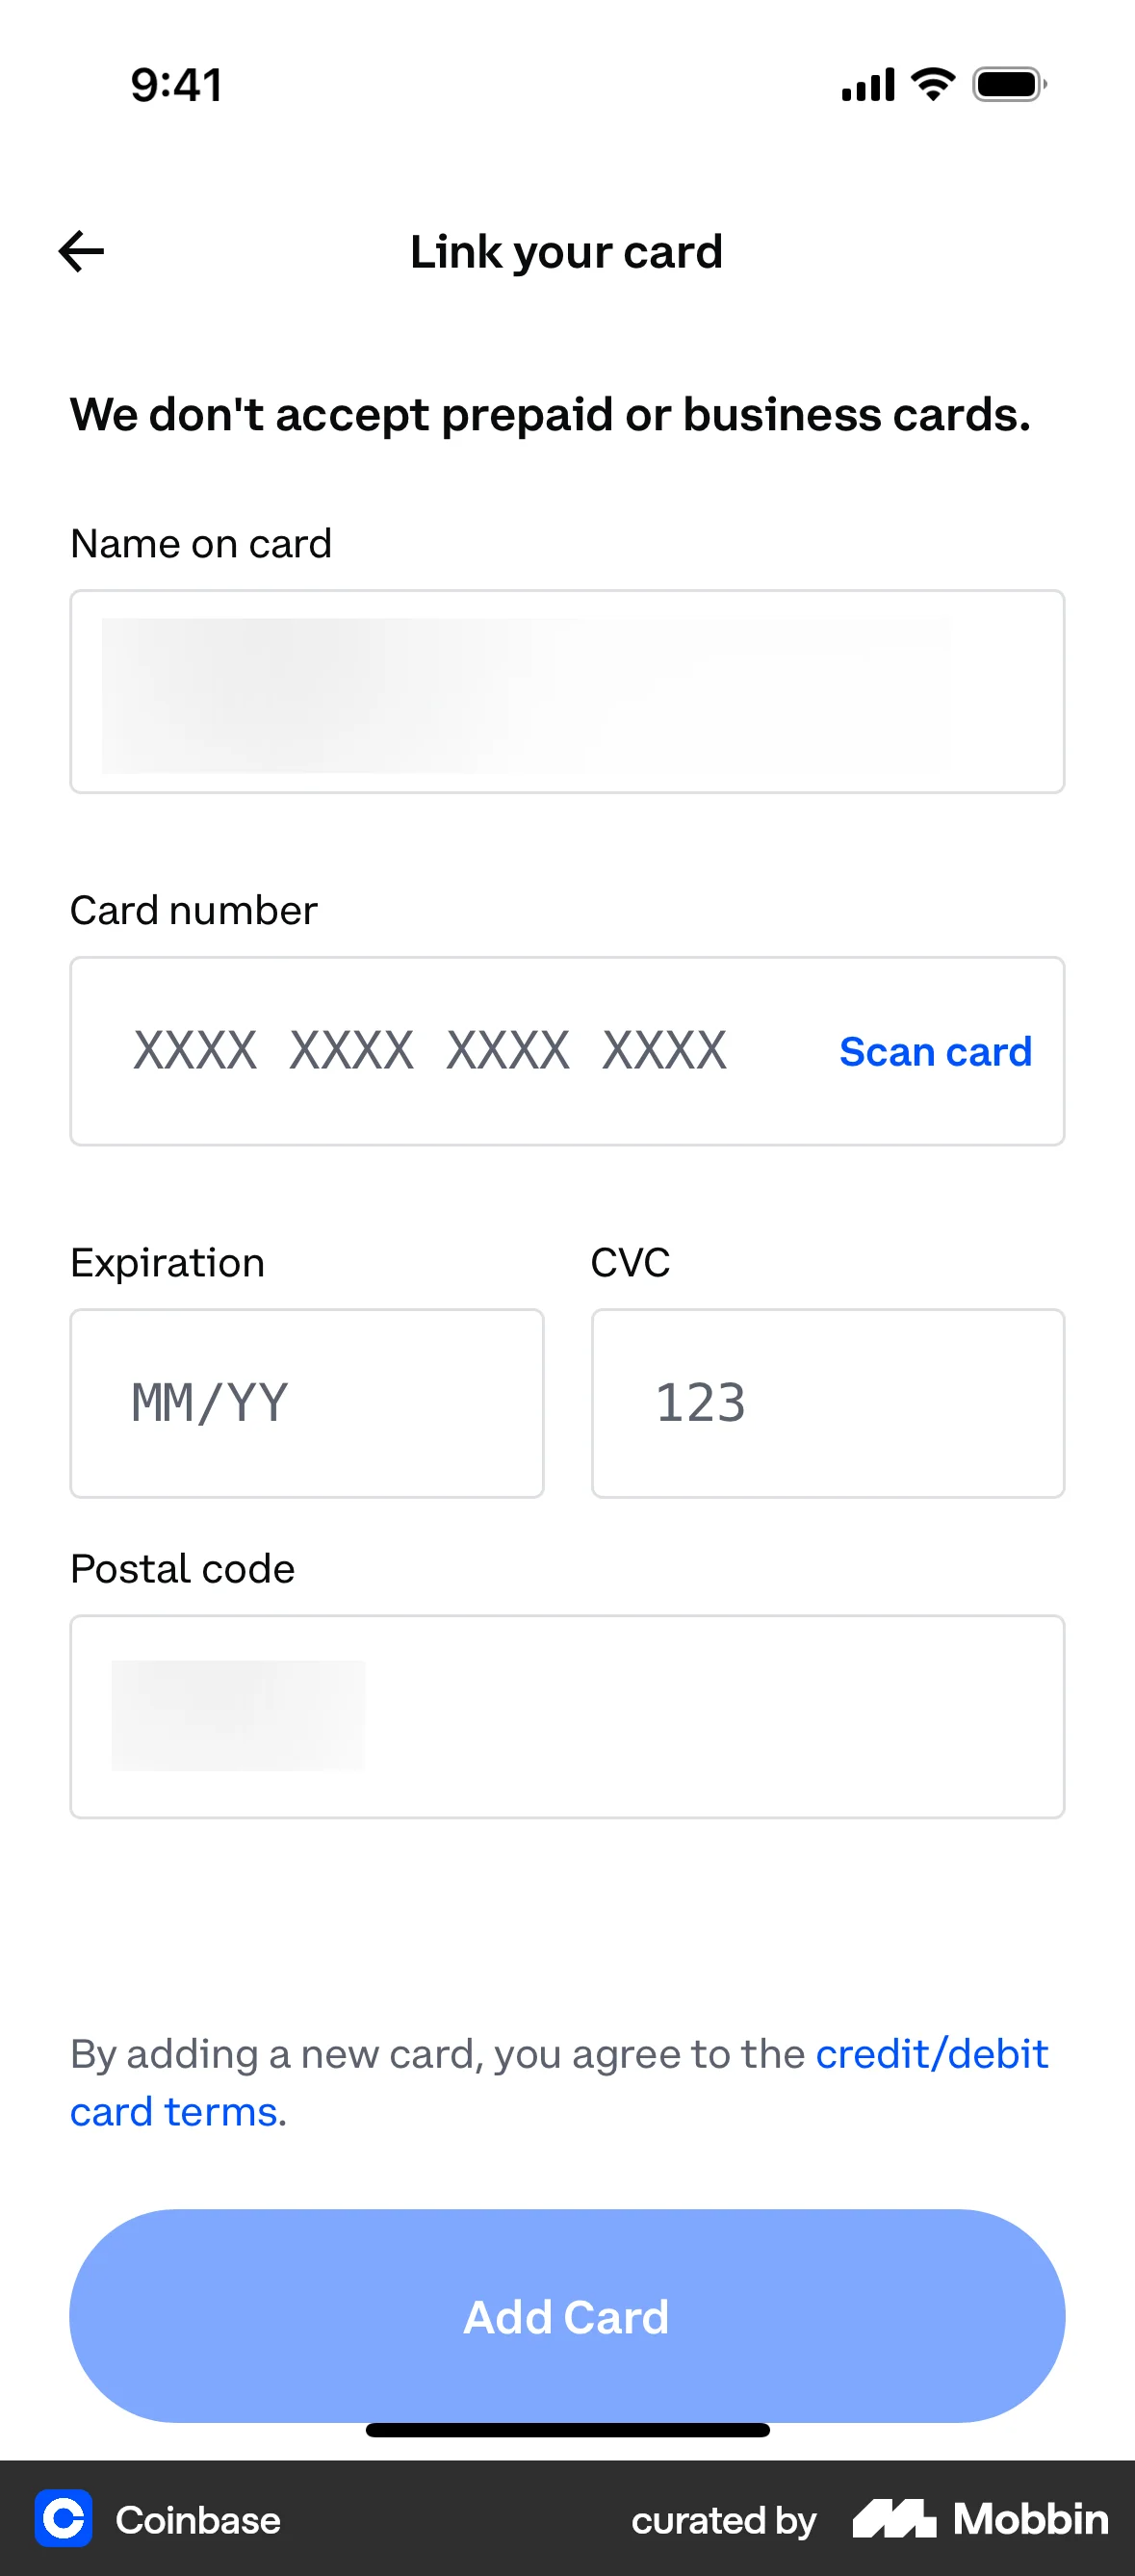 9:41
Link your card
We don't accept prepaid or business cards.
Name on card
Card number
XXXX XXXX XXXX XXXX Scan card
Expiration CVC
MM/YY 123
Postal code
By adding a new card, you agree to the credit/debit
card terms.
Add Card
Coinbase curated by Mobbin